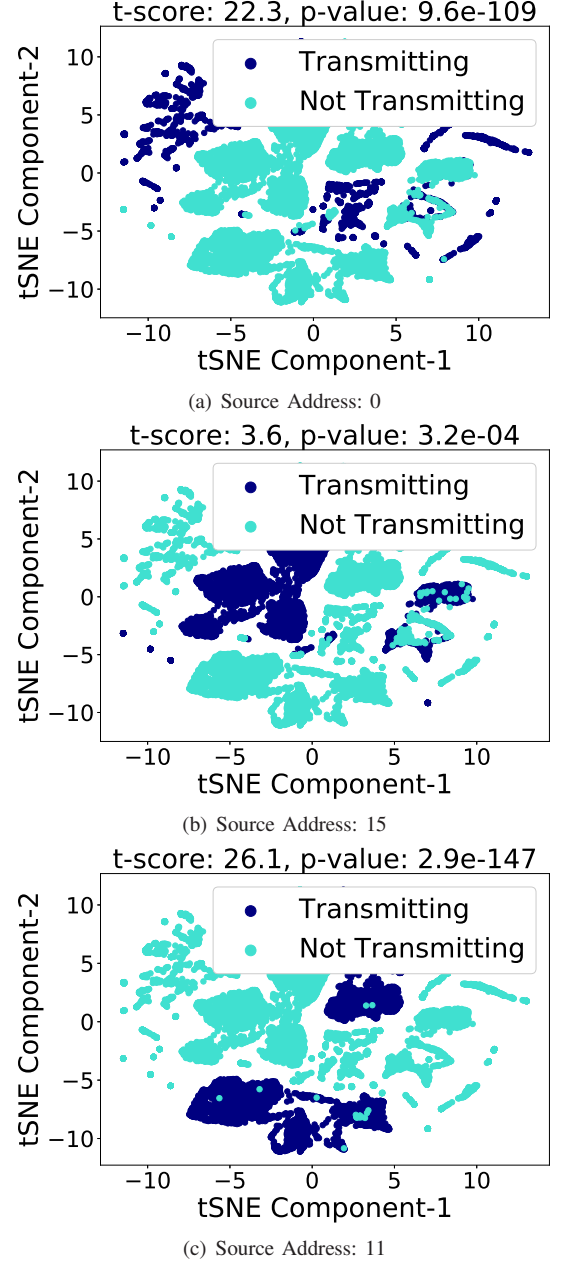 t-score: 22.3, p-value: 9.6e-109
Transmitting
Not Transmitting
10
5
0
−5
−10
tSNE Component-2
−10 −5 0 5 10
tSNE Component-1
(a) Source Address: 0
t-score: 3.6, p-value: 3.2e-04
Transmitting
Not Transmitting
10
5
0
−5
−10
tSNE Component-2
−10 −5 0 5 10
tSNE Component-1
(b) Source Address: 15
t-score: 26.1, p-value: 2.9e-147
Transmitting
Not Transmitting
10
5
0
−5
−10
tSNE Component-2
−10 −5 0 5 10
tSNE Component-1
(c) Source Address: 11